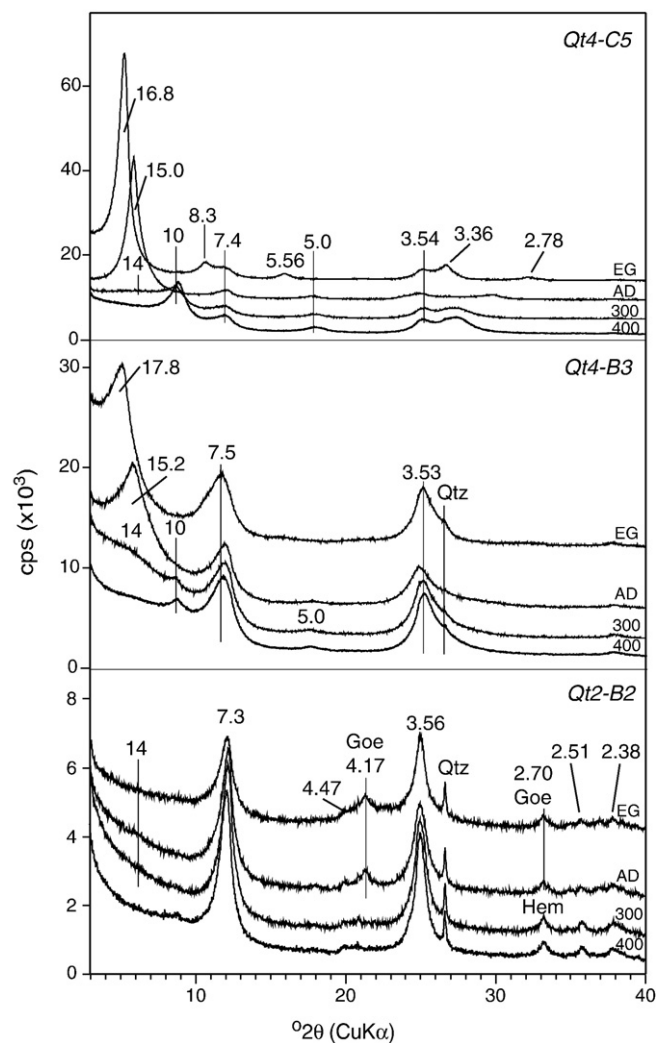 Qt4-C5
60
16.8
40
15.0
8.3
10
7.4
5.0
3.54
3.36
20
5.56
2.78
14
EG
AD
300
400
0
30
Qt4-B3
17.8
20
7.5
3.53
15.2
Qtz
14
10
EG
10
AD
5.0
300
400
0
cps (x10³)
Qt2-B2
8
7.3
3.56
14
Goe
4.17
Qtz
2.51
2.38
6
4.47
2.70
Goe
EG
4
AD
2
Hem
300
400
0
10 20 30 40
°2θ (CuKα)